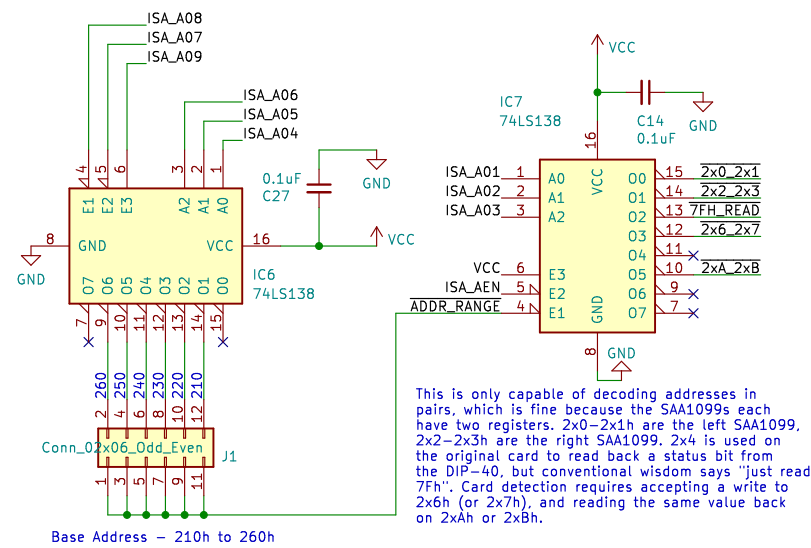 ISA_A08
ISA_A07
ISA_A09
ISA_A06
ISA_A05
ISA_A04
4 5 6 3 2 1
E1 E2 E3 A2 A1 A0
8 GND VCC 16
GND
0.1uF
C27
GND
VCC
IC6
74LS138
O7 O6 O5 O4 O3 O2 O1 O0
7 9 10 11 12 13 14 15
260 250 240 230 220 210
2 4 6 8 10 12
Conn_02x06_Odd_Even
J1
1 3 5 7 9 11
Base Address – 210h to 260h
VCC
IC7
74LS138
C14
0.1uF
GND
16
VCC
ISA_A01 1 A0
ISA_A02 2 A1
ISA_A03 3 A2
VCC 6 E3
ISA_AEN 5 E2
ADDR_RANGE 4 E1
O0 15 2x0_2x1
O1 14 2x2_2x3
O2 13 7FH_READ
O3 12 2x6_2x7
O4 11
O5 10 2xA_2xB
O6 9
O7 7
GND
8
GND
This is only capable of decoding addresses in
pairs, which is fine because the SAA1099s each
have two registers. 2x0–2x1h are the left SAA1099,
2x2–2x3h are the right SAA1099. 2x4 is used on
the original card to read back a status bit from
the DIP–40, but conventional wisdom says "just read
7Fh". Card detection requires accepting a write to
2x6h (or 2x7h), and reading the same value back
on 2xAh or 2xBh.